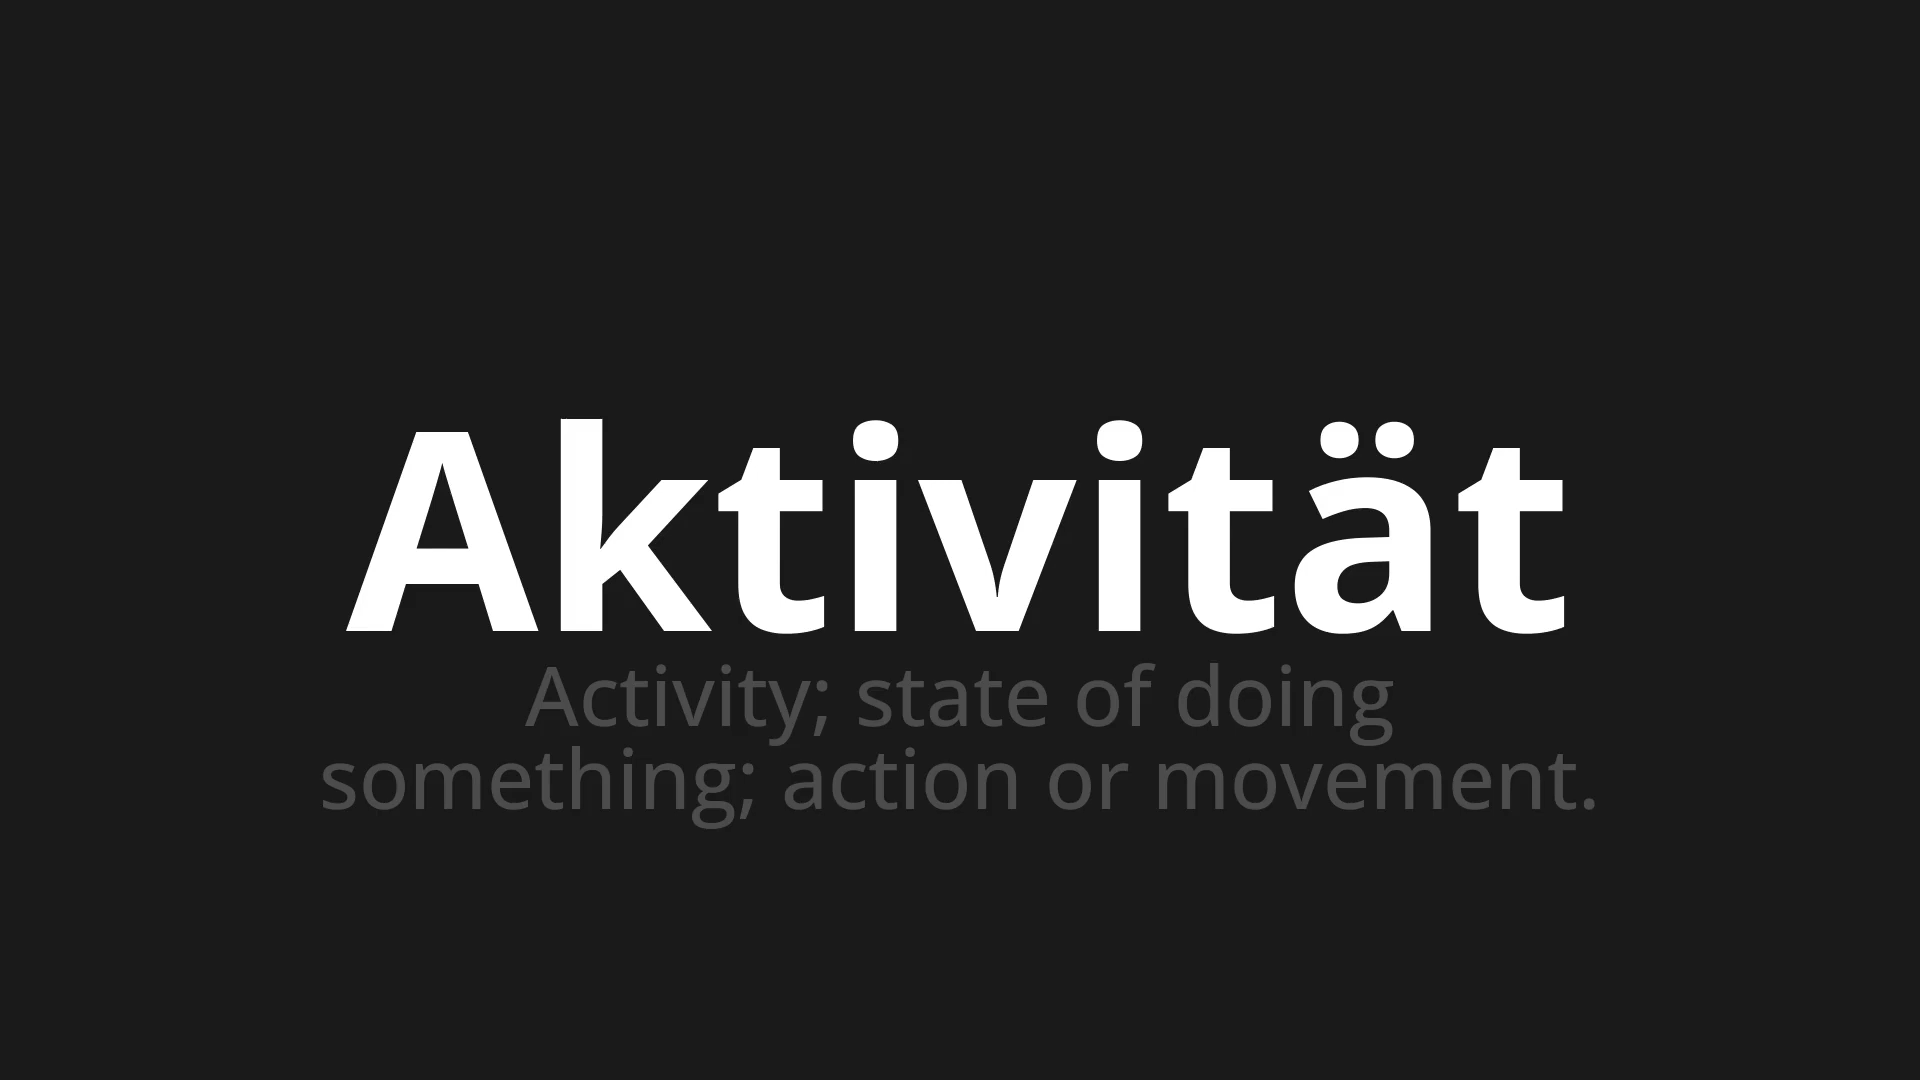 Aktivität
Activity; state of doing
something; action or movement.